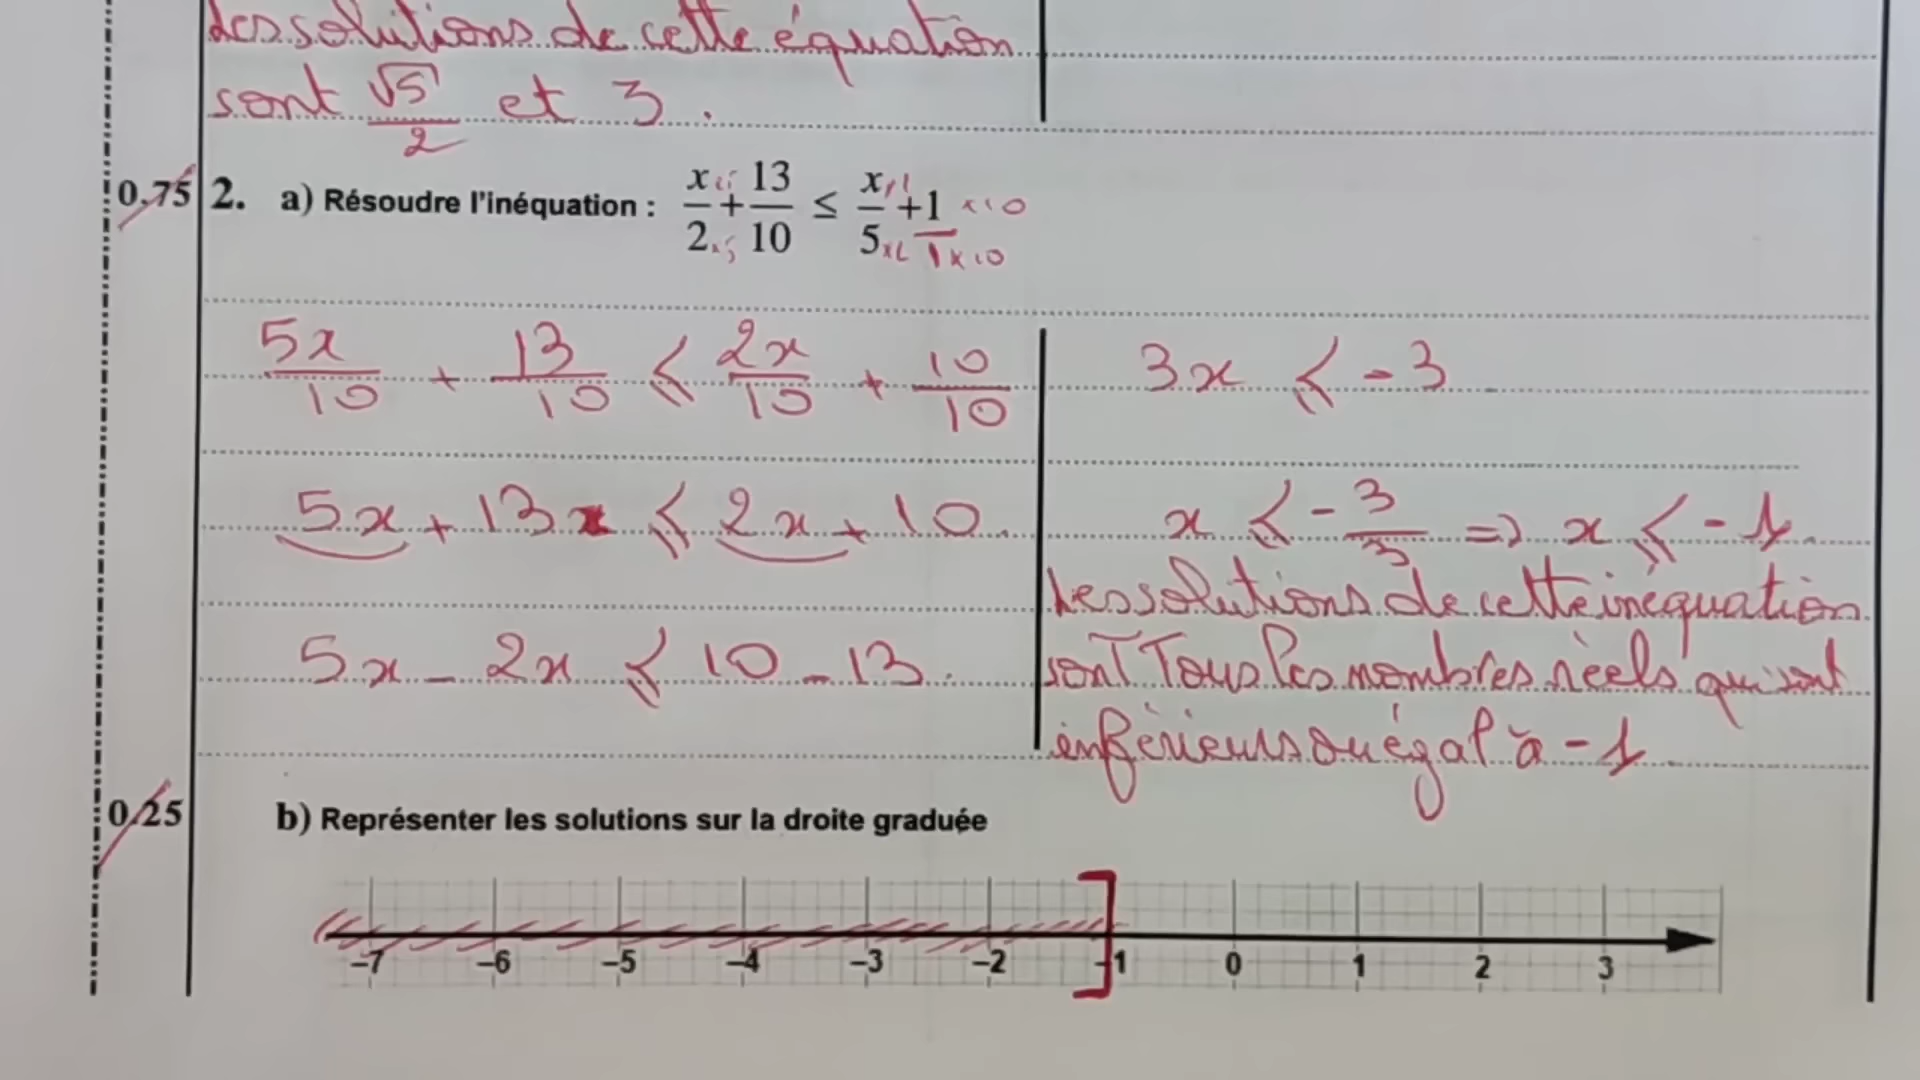 Les solutions de cette équation
sont √5/2 et 3.
0.75 2. a) Résoudre l'inéquation : x/2 + 13/10 ≤ x/5 + 1 x10
1x10
5x/10 + 13/10 ≤ 2x/10 + 10/10
5x + 13 ≤ 2x + 10.
5x - 2x ≤ 10 - 13.
3x ≤ -3
x ≤ -3/3 => x ≤ -1.
Les solutions de cette inéquation
sont Tous les nombres réels qui sont
inférieurs ou égal à -1.
0.25 b) Représenter les solutions sur la droite graduée
-7 -6 -5 -4 -3 -2 -1 0 1 2 3